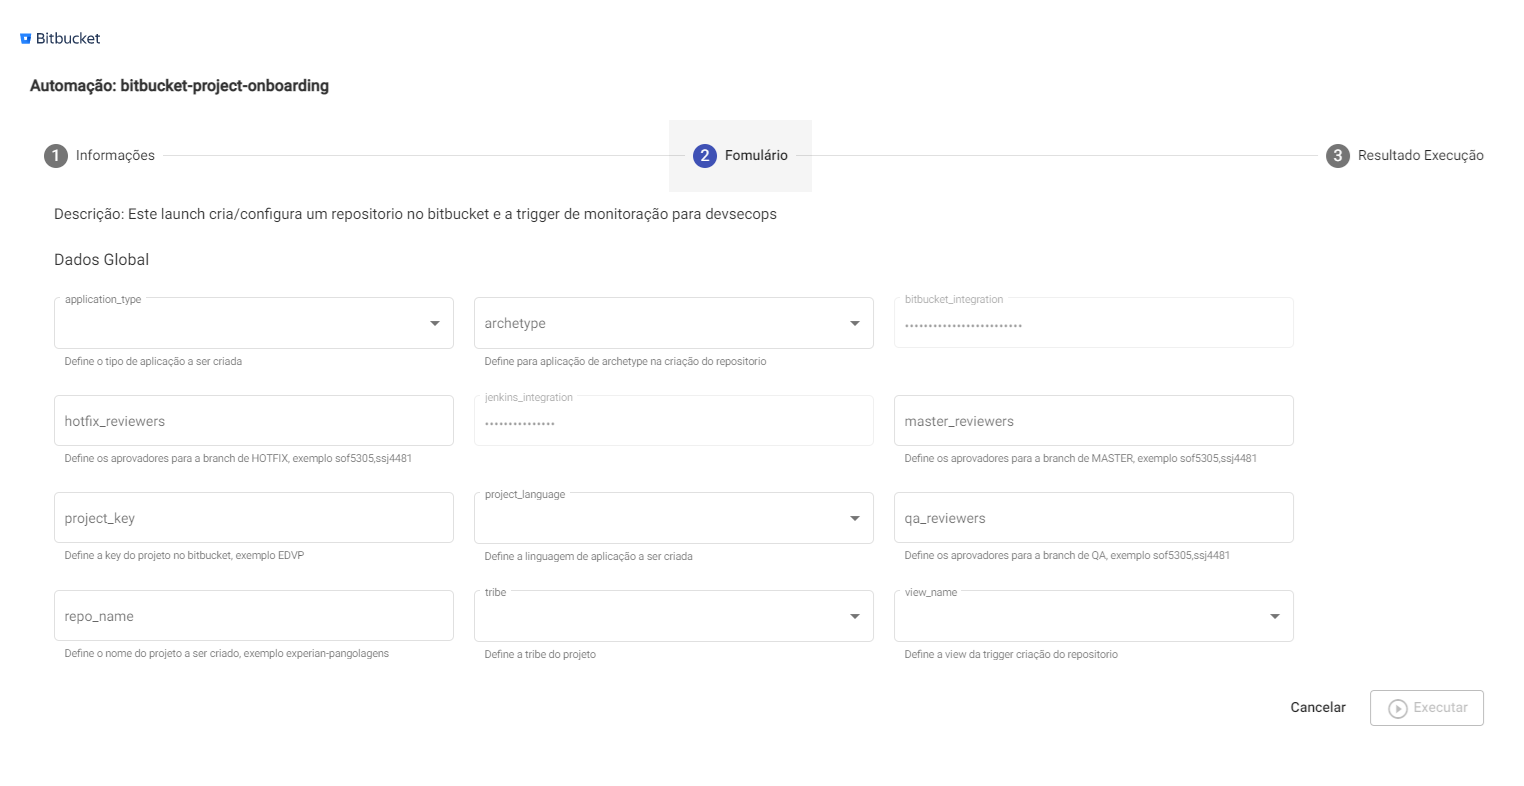 Bitbucket
Automação: bitbucket-project-onboarding
1 Informações
2 Fomulário
3 Resultado Execução
Descrição: Este launch cria/configura um repositorio no bitbucket e a trigger de monitoração para devsecops
Dados Global
application_type
Define o tipo de aplicação a ser criada
archetype
Define para aplicação de archetype na criação do repositorio
bitbucket_integration
•••••••••••••••••••••••••
hotfix_reviewers
Define os aprovadores para a branch de HOTFIX, exemplo sof5305,ssj4481
jenkins_integration
•••••••••••••••
master_reviewers
Define os aprovadores para a branch de MASTER, exemplo sof5305,ssj4481
project_key
Define a key do projeto no bitbucket, exemplo EDVP
project_language
Define a linguagem de aplicação a ser criada
qa_reviewers
Define os aprovadores para a branch de QA, exemplo sof5305,ssj4481
repo_name
Define o nome do projeto a ser criado, exemplo experian-pangolagens
tribe
Define a tribe do projeto
view_name
Define a view da trigger criação do repositorio
Cancelar
Executar